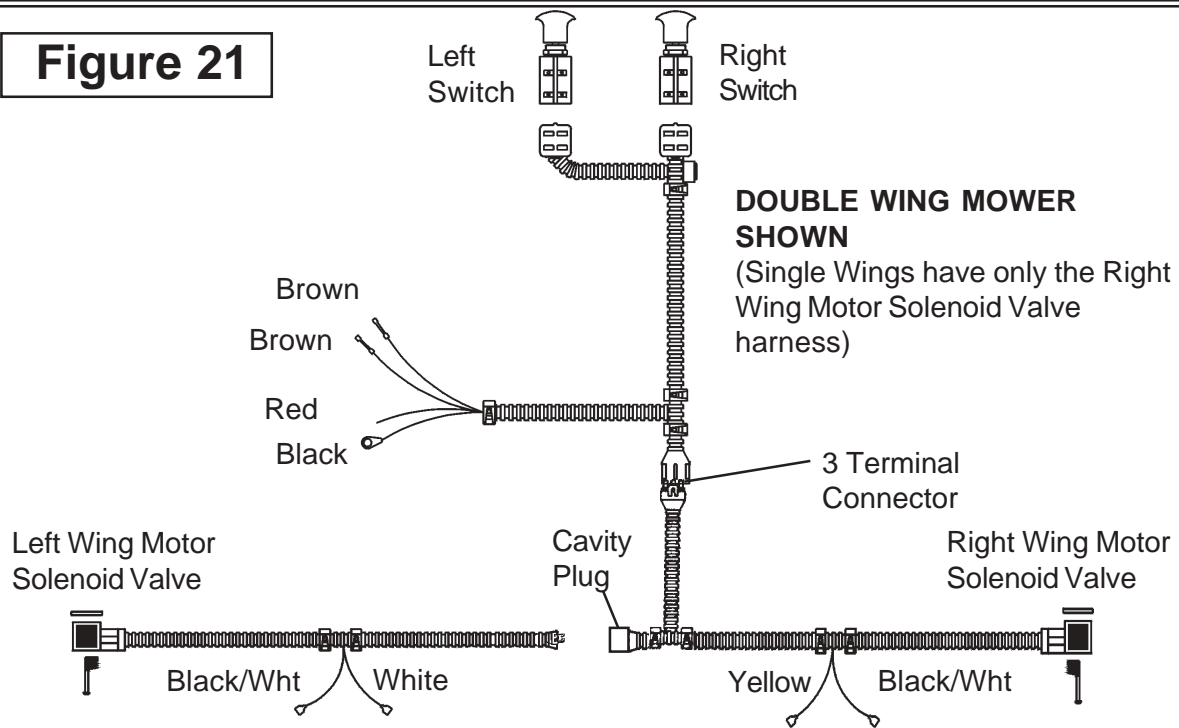 Figure 21
Left
Switch
Right
Switch
DOUBLE WING MOWER
SHOWN
(Single Wings have only the Right
Wing Motor Solenoid Valve
harness)
Brown
Brown
Red
Black
3 Terminal
Connector
Left Wing Motor
Solenoid Valve
Cavity
Plug
Right Wing Motor
Solenoid Valve
Black/Wht
White
Yellow
Black/Wht